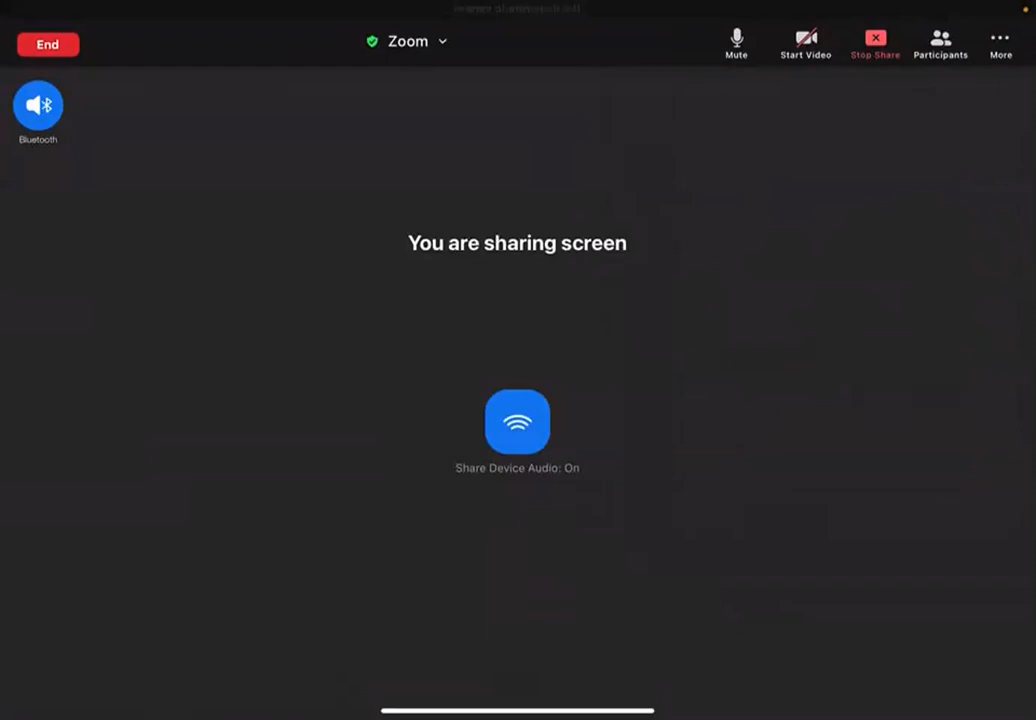 End
Zoom
Mute
Start Video
Stop Share
Participants
More
Bluetooth
You are sharing screen
Share Device Audio: On